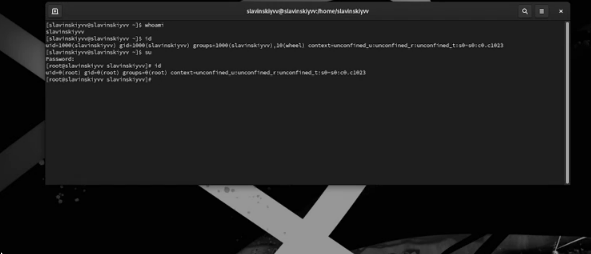 slavinskiyvv@slavinskiyvv:/home/slavinskiyvv
[slavinskiyvv@slavinskiyvv ~]$ whoami
slavinskiyvv
[slavinskiyvv@slavinskiyvv ~]$ id
uid=1000(slavinskiyvv) gid=1000(slavinskiyvv) groups=1000(slavinskiyvv),10(wheel) context=unconfined_u:unconfined_r:unconfined_t:s0-s0:c0.c1023
[slavinskiyvv@slavinskiyvv ~]$ su
Password:
[root@slavinskiyvv slavinskiyvv]# id
uid=0(root) gid=0(root) groups=0(root) context=unconfined_u:unconfined_r:unconfined_t:s0-s0:c0.c1023
[root@slavinskiyvv slavinskiyvv]#